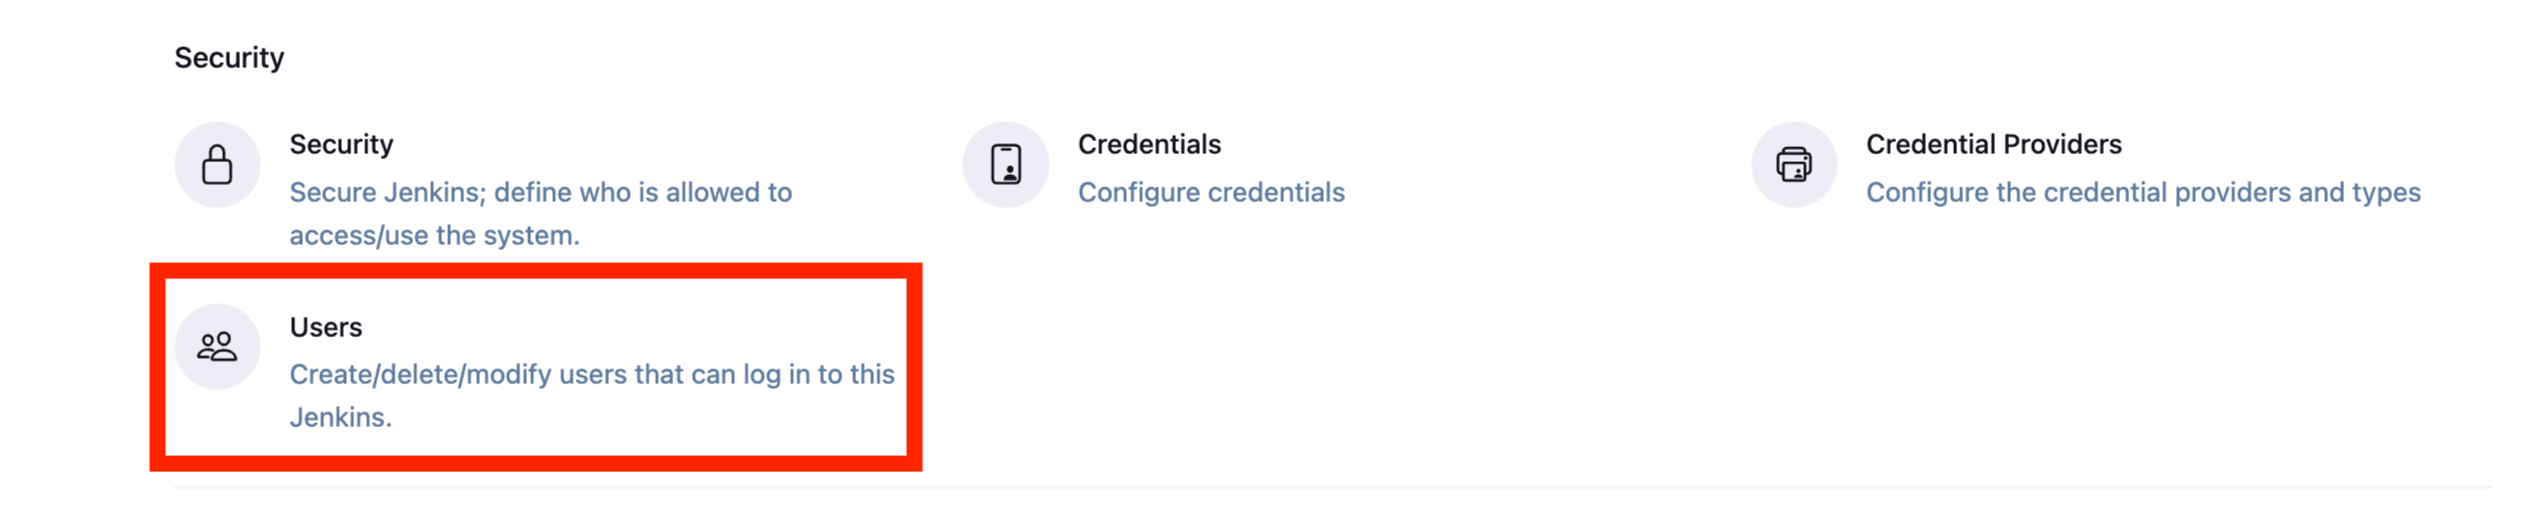 Security
Security
Secure Jenkins; define who is allowed to
access/use the system.
Credentials
Configure credentials
Credential Providers
Configure the credential providers and types
Users
Create/delete/modify users that can log in to this
Jenkins.